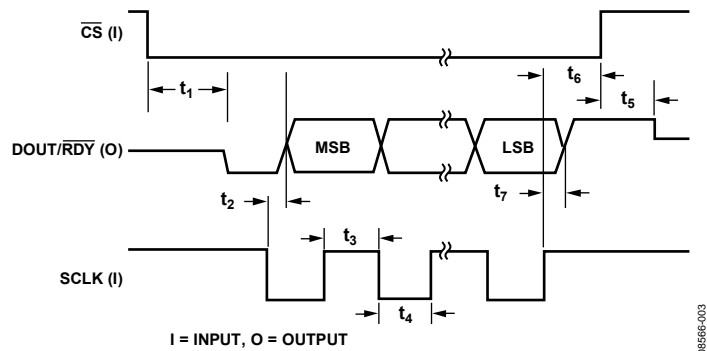 CS (I)
t6
t1
t5
DOUT/RDY (O)
MSB
LSB
t2
t7
t3
SCLK (I)
t4
I = INPUT, O = OUTPUT
08566-003